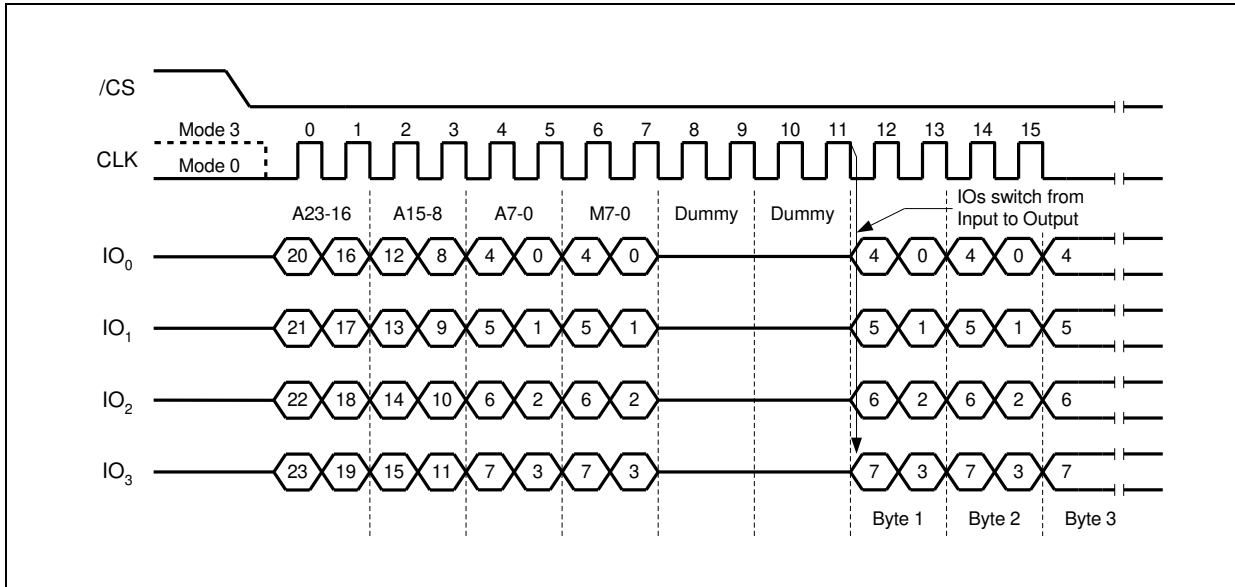 /CS
Mode 3 0 1 2 3 4 5 6 7 8 9 10 11 12 13 14 15
CLK
Mode 0
IOs switch from
Input to Output
A23-16 A15-8 A7-0 M7-0 Dummy Dummy
IO0 20 16 12 8 4 0 4 0 4 0 4 0 4
IO1 21 17 13 9 5 1 5 1 5 1 5 1 5
IO2 22 18 14 10 6 2 6 2 6 2 6 2 6
IO3 23 19 15 11 7 3 7 3 7 3 7 3 7
Byte 1 Byte 2 Byte 3